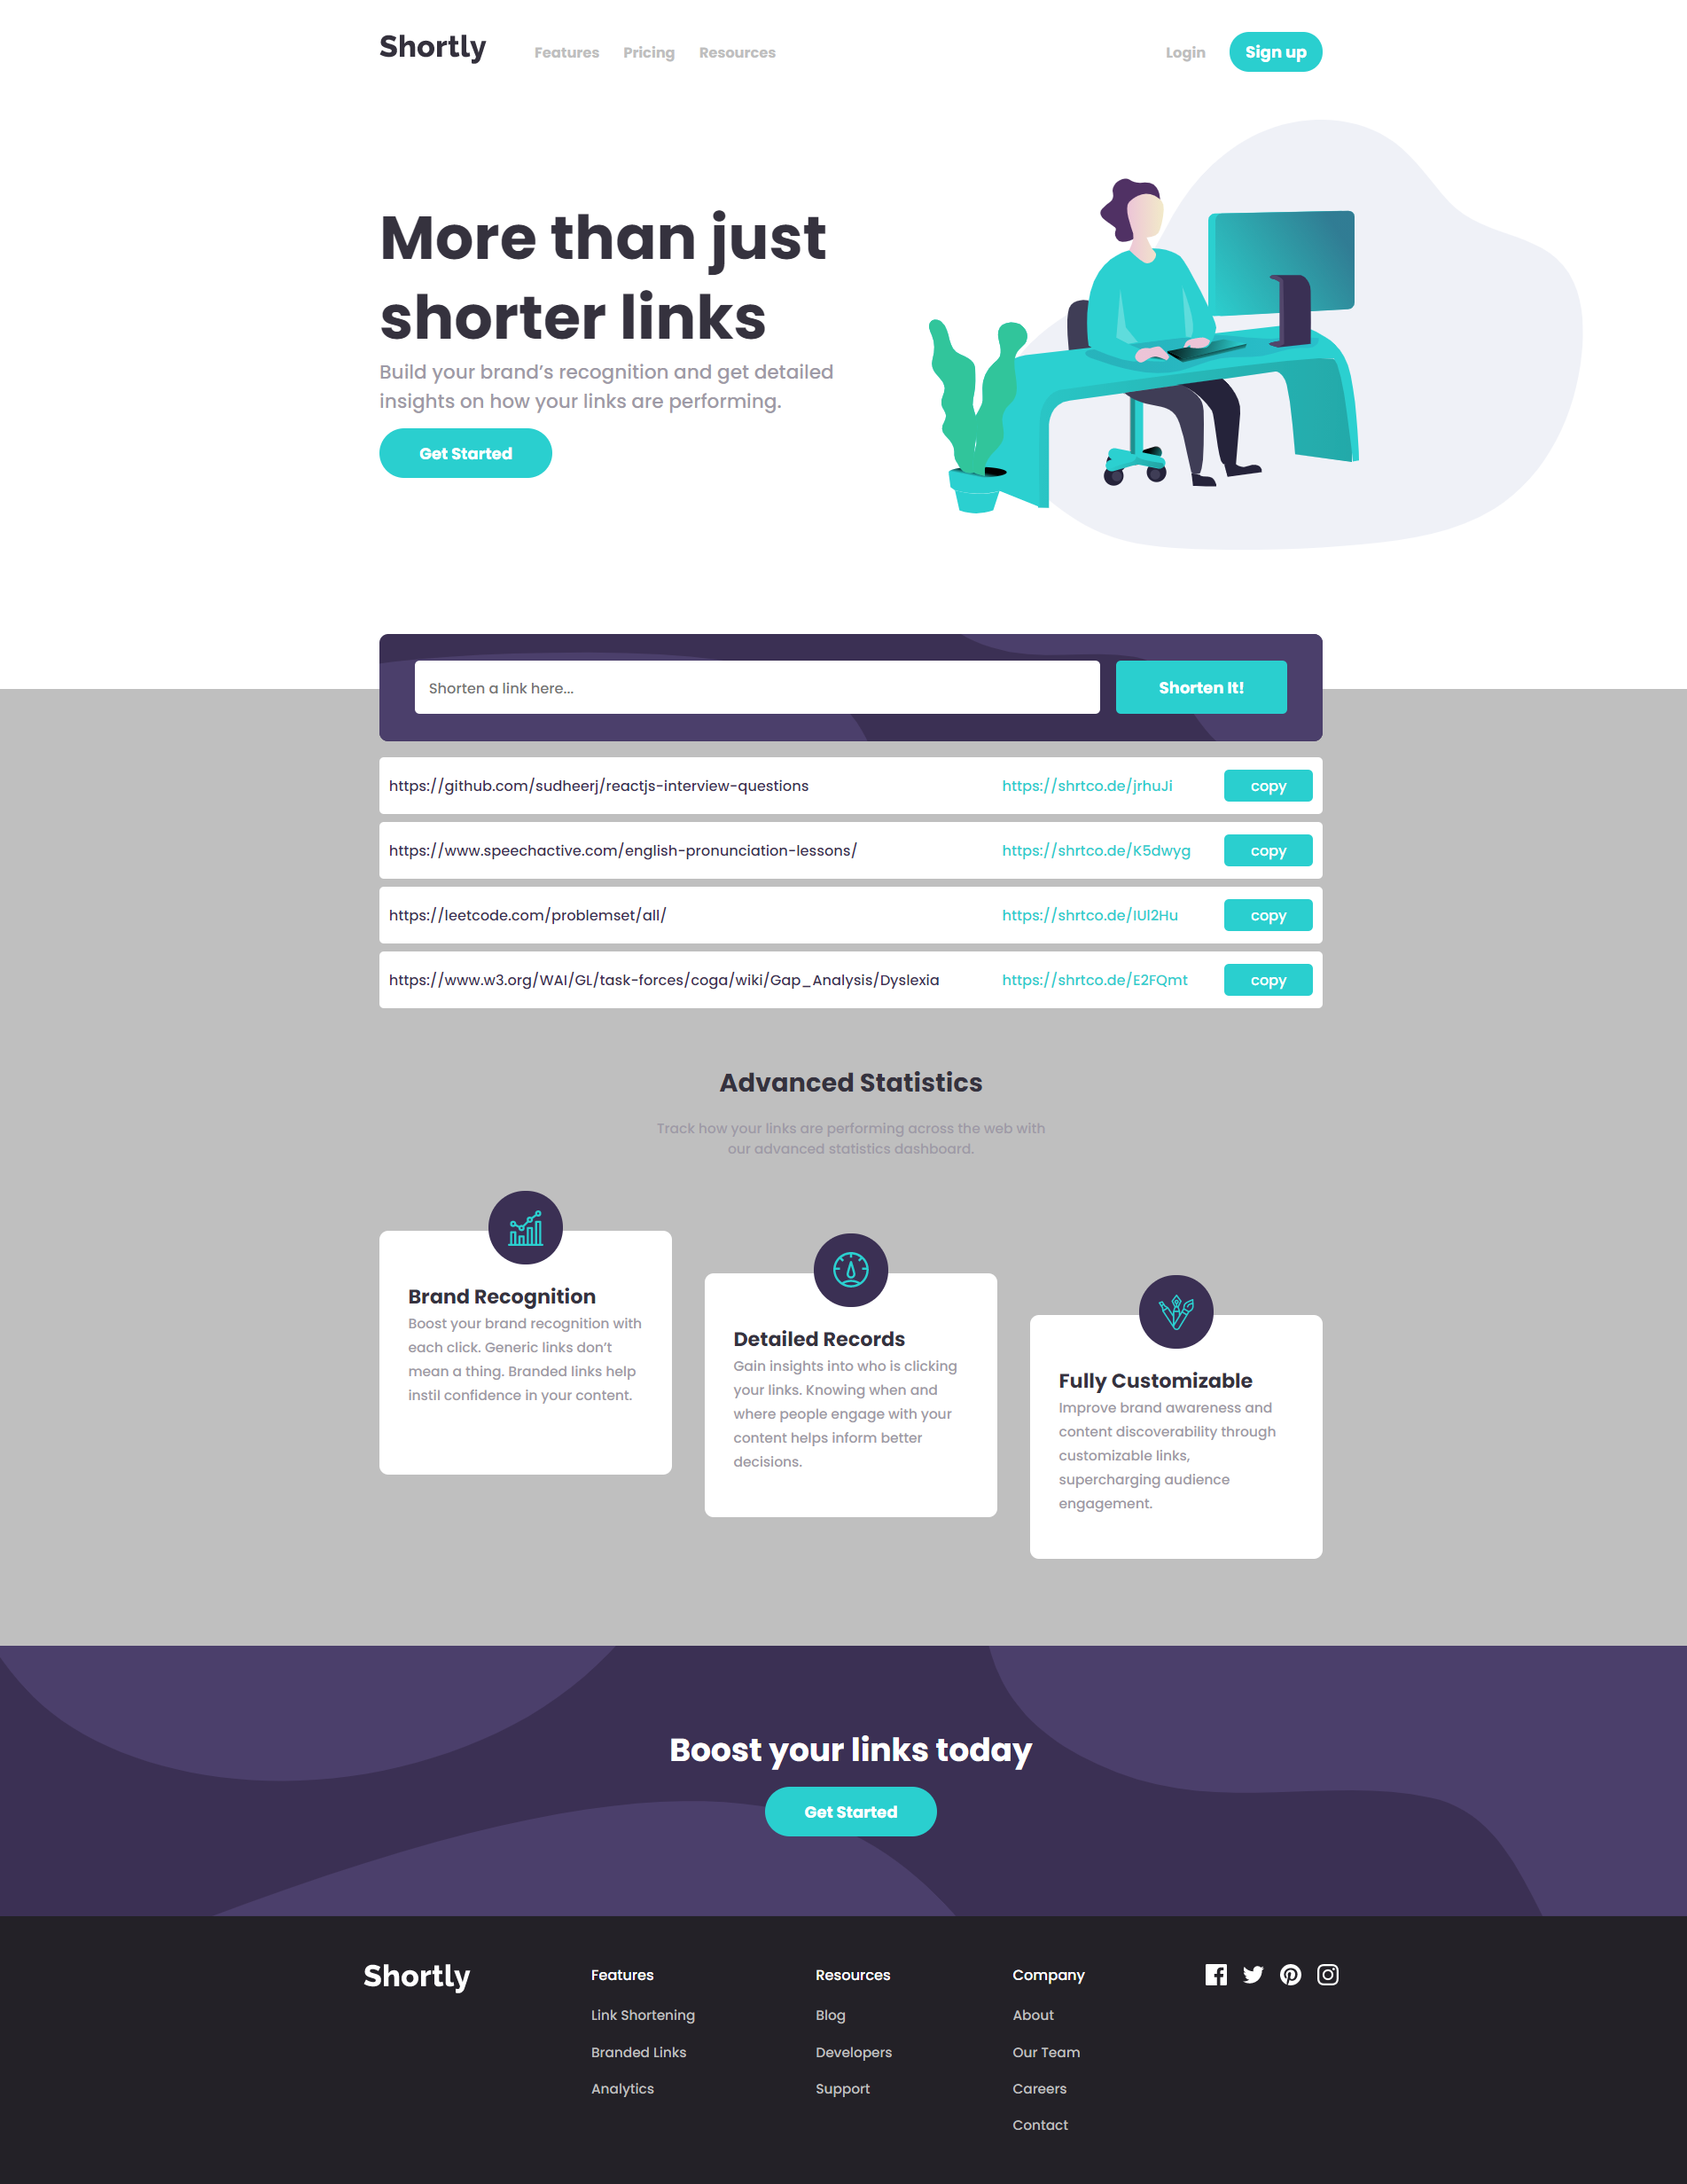 Shortly
Features Pricing Resources
Login
Sign up
More than just
shorter links
Build your brand’s recognition and get detailed
insights on how your links are performing.
Get Started
Shorten a link here...
Shorten It!
https://github.com/sudheerj/reactjs-interview-questions
https://shrtco.de/jrhuJi
copy
https://www.speechactive.com/english-pronunciation-lessons/
https://shrtco.de/K5dwyg
copy
https://leetcode.com/problemset/all/
https://shrtco.de/IUl2Hu
copy
https://www.w3.org/WAI/GL/task-forces/coga/wiki/Gap_Analysis/Dyslexia
https://shrtco.de/E2FQmt
copy
Advanced Statistics
Track how your links are performing across the web with
our advanced statistics dashboard.
Brand Recognition
Boost your brand recognition with
each click. Generic links don’t
mean a thing. Branded links help
instil confidence in your content.
Detailed Records
Gain insights into who is clicking
your links. Knowing when and
where people engage with your
content helps inform better
decisions.
Fully Customizable
Improve brand awareness and
content discoverability through
customizable links,
supercharging audience
engagement.
Boost your links today
Get Started
Shortly
Features
Link Shortening
Branded Links
Analytics
Resources
Blog
Developers
Support
Company
About
Our Team
Careers
Contact